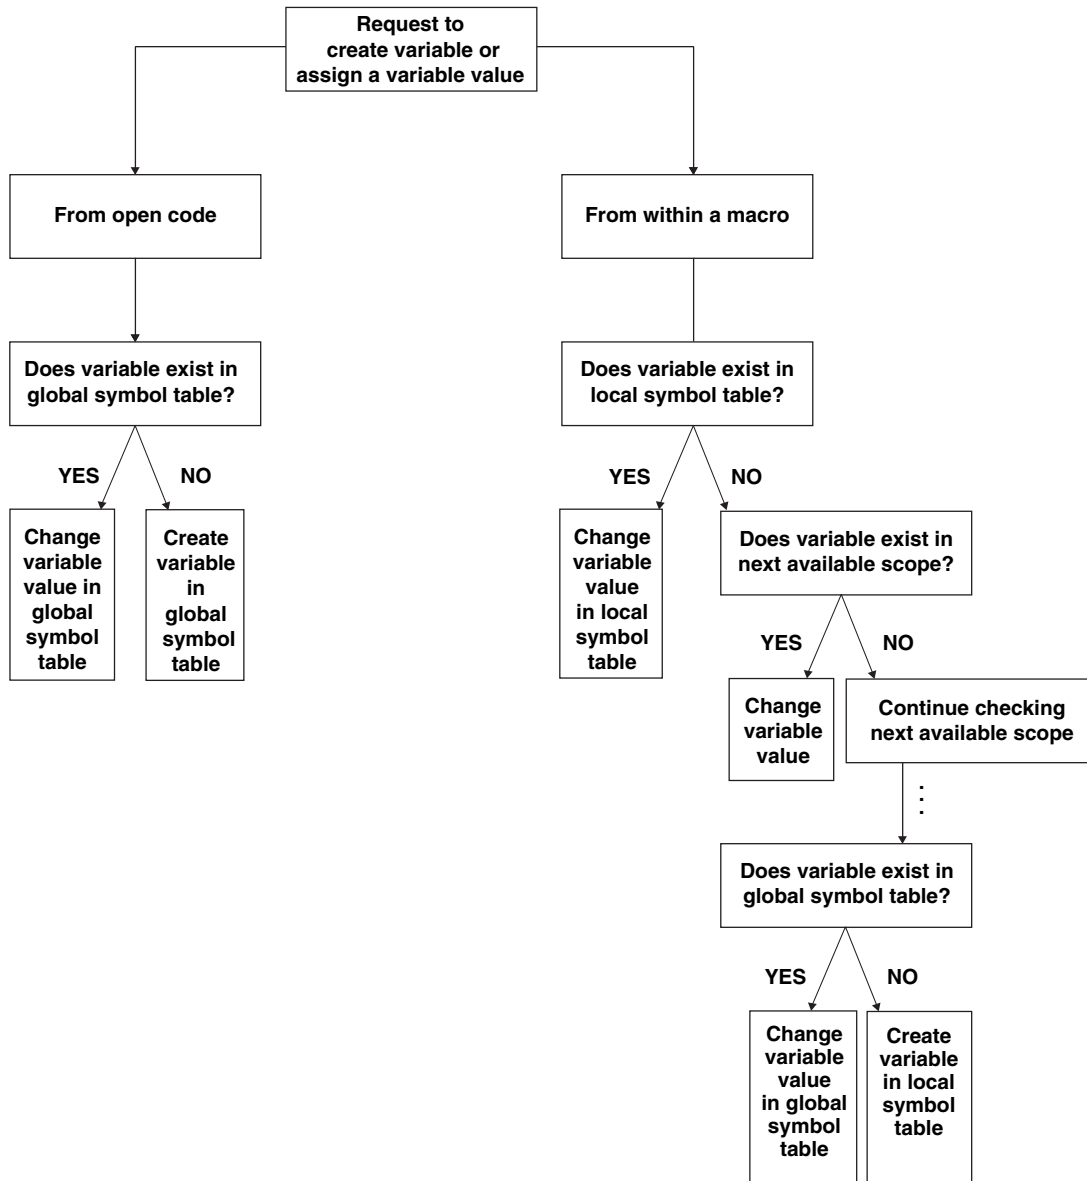 Request to
create variable or
assign a variable value
From open code
From within a macro
Does variable exist in
global symbol table?
Does variable exist in
local symbol table?
YES
NO
YES
NO
Change
variable
value in
global
symbol
table
Create
variable
in
global
symbol
table
Change
variable
value
in local
symbol
table
Does variable exist in
next available scope?
YES
NO
Change
variable
value
Continue checking
next available scope
...
Does variable exist in
global symbol table?
YES
NO
Change
variable
value
in global
symbol
table
Create
variable
in local
symbol
table